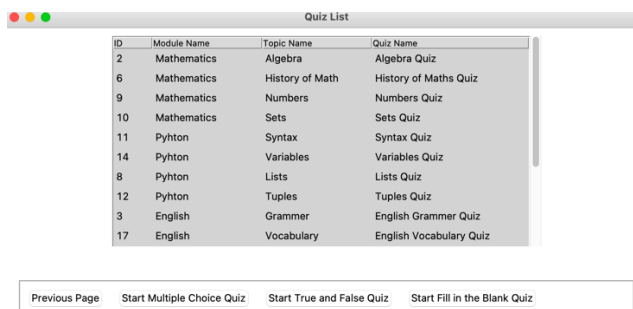 Quiz List
ID Module Name Topic Name Quiz Name
2 Mathematics Algebra Algebra Quiz
6 Mathematics History of Math History of Maths Quiz
9 Mathematics Numbers Numbers Quiz
10 Mathematics Sets Sets Quiz
11 Pyhton Syntax Syntax Quiz
14 Pyhton Variables Variables Quiz
8 Pyhton Lists Lists Quiz
12 Pyhton Tuples Tuples Quiz
3 English Grammer English Grammer Quiz
17 English Vocabulary English Vocabulary Quiz
Previous Page Start Multiple Choice Quiz Start True and False Quiz Start Fill in the Blank Quiz